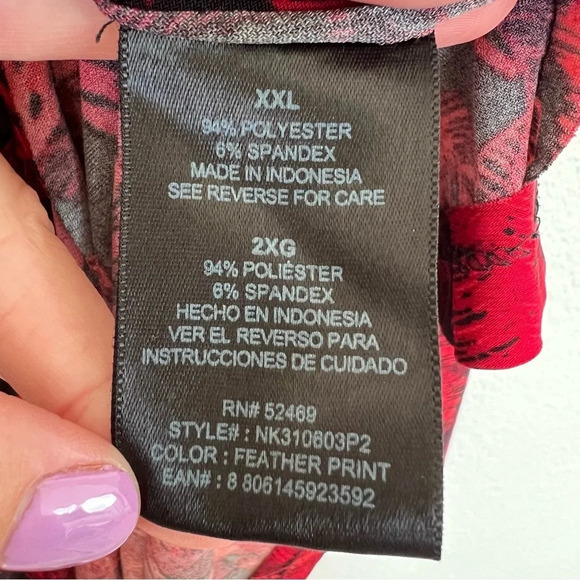 XXL
94% POLYESTER
6% SPANDEX
MADE IN INDONESIA
SEE REVERSE FOR CARE
2XG
94% POLIÉSTER
6% SPANDEX
HECHO EN INDONESIA
VER EL REVERSO PARA
INSTRUCCIONES DE CUIDADO
RN# 52469
STYLE# : NK310603P2
COLOR : FEATHER PRINT
EAN# : 8 806145923592